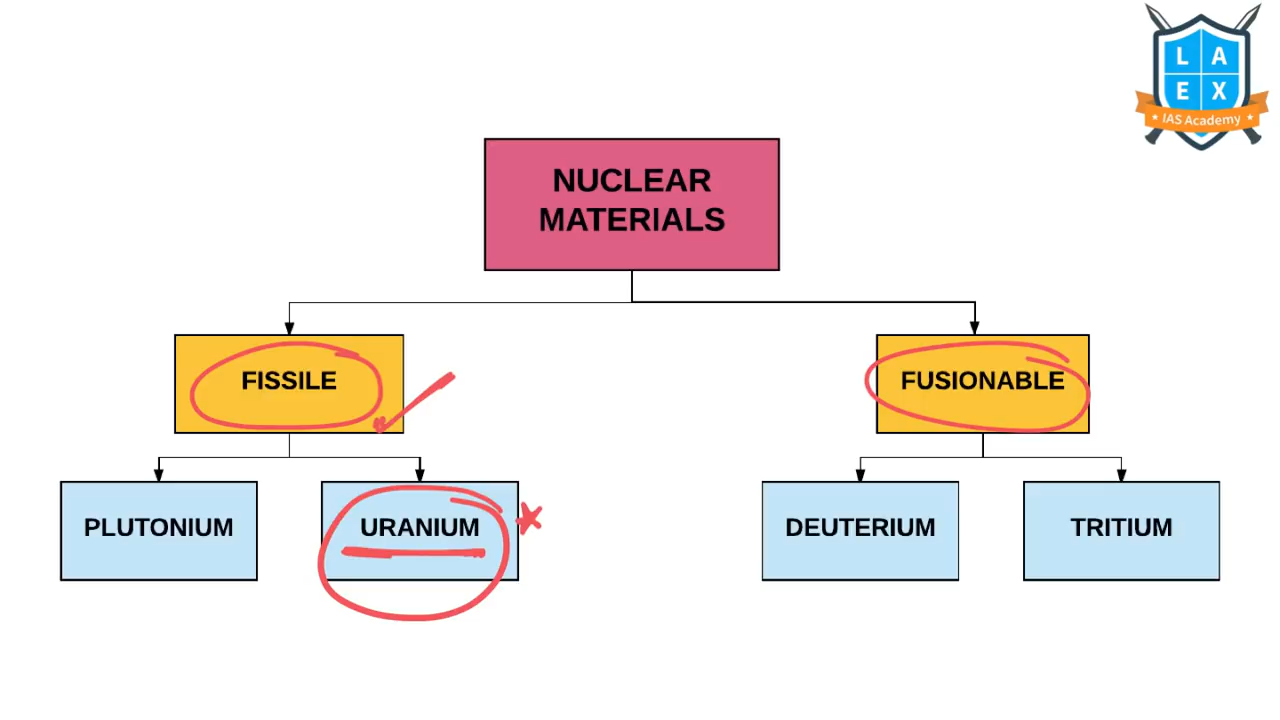 L A
E X
IAS Academy
NUCLEAR
MATERIALS
FISSILE
FUSIONABLE
PLUTONIUM
URANIUM
DEUTERIUM
TRITIUM